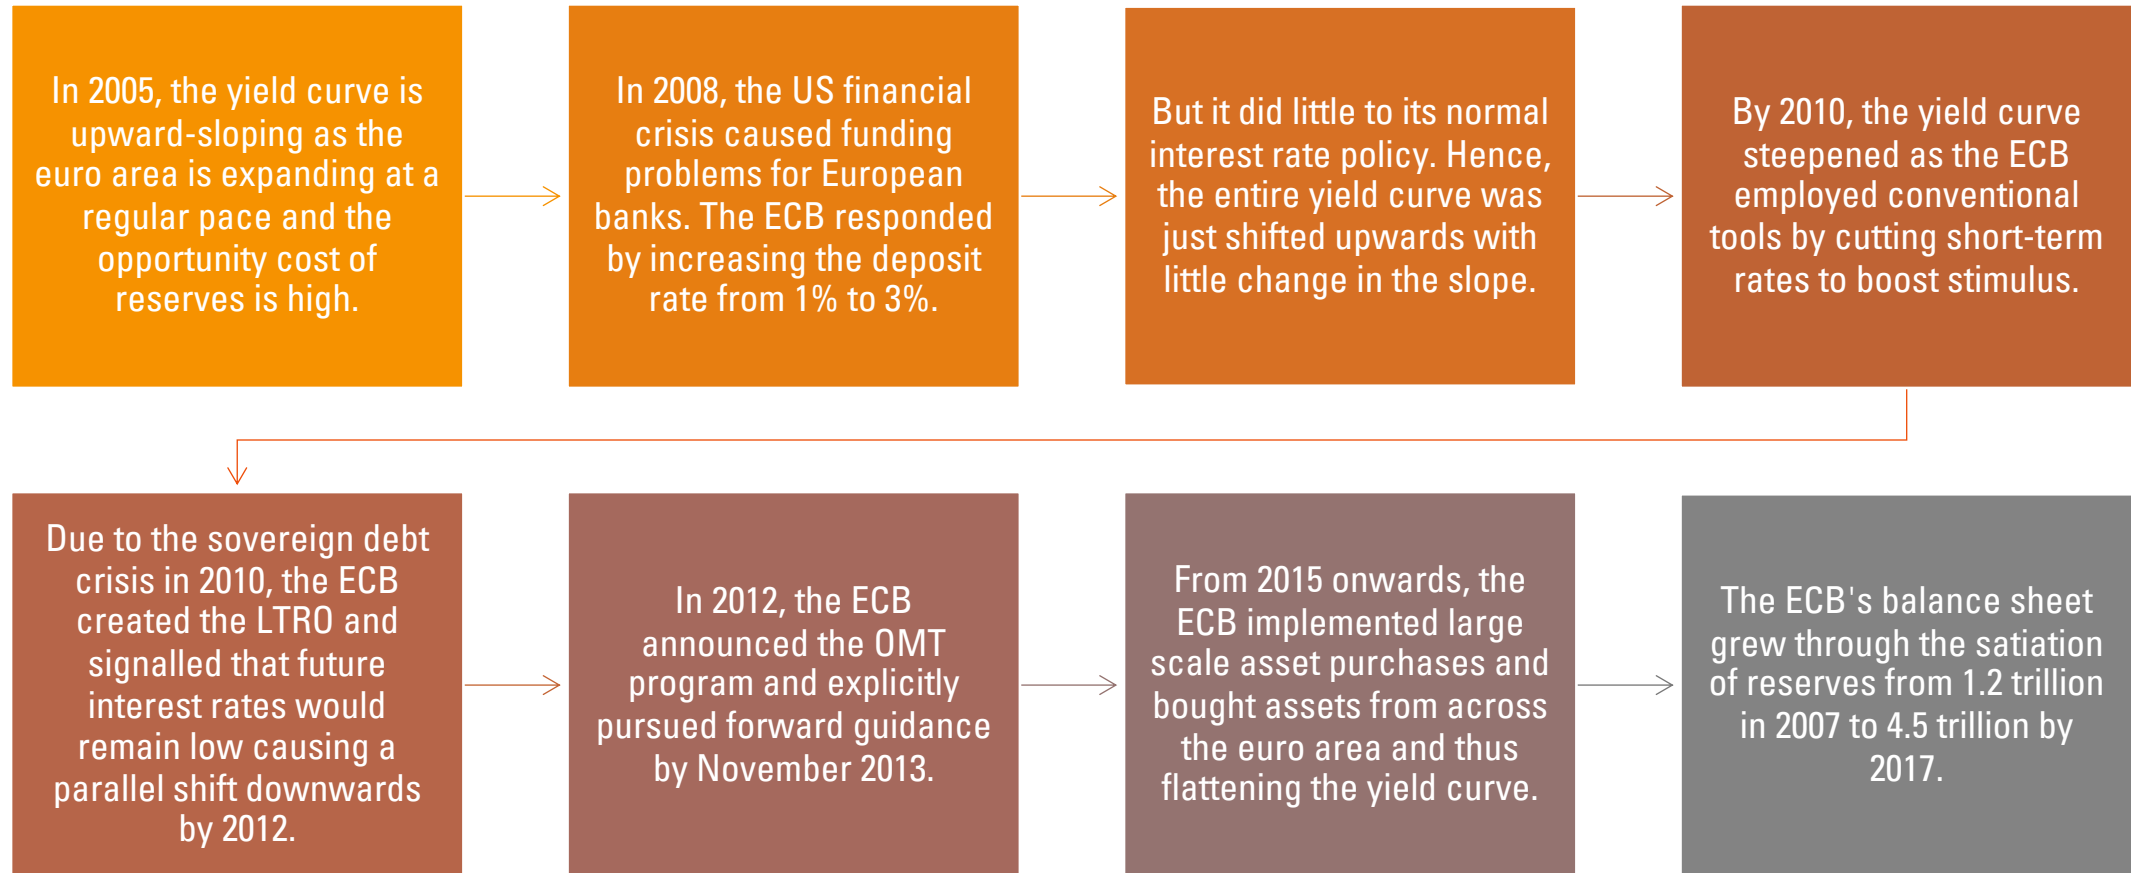 In 2005, the yield curve is
upward-sloping as the
euro area is expanding at a
regular pace and the
opportunity cost of
reserves is high.
In 2008, the US financial
crisis caused funding
problems for European
banks. The ECB responded
by increasing the deposit
rate from 1% to 3%.
But it did little to its normal
interest rate policy. Hence,
the entire yield curve was
just shifted upwards with
little change in the slope.
By 2010, the yield curve
steepened as the ECB
employed conventional
tools by cutting short-term
rates to boost stimulus.
Due to the sovereign debt
crisis in 2010, the ECB
created the LTRO and
signalled that future
interest rates would
remain low causing a
parallel shift downwards
by 2012.
In 2012, the ECB
announced the OMT
program and explicitly
pursued forward guidance
by November 2013.
From 2015 onwards, the
ECB implemented large
scale asset purchases and
bought assets from across
the euro area and thus
flattening the yield curve.
The ECB's balance sheet
grew through the satiation
of reserves from 1.2 trillion
in 2007 to 4.5 trillion by
2017.